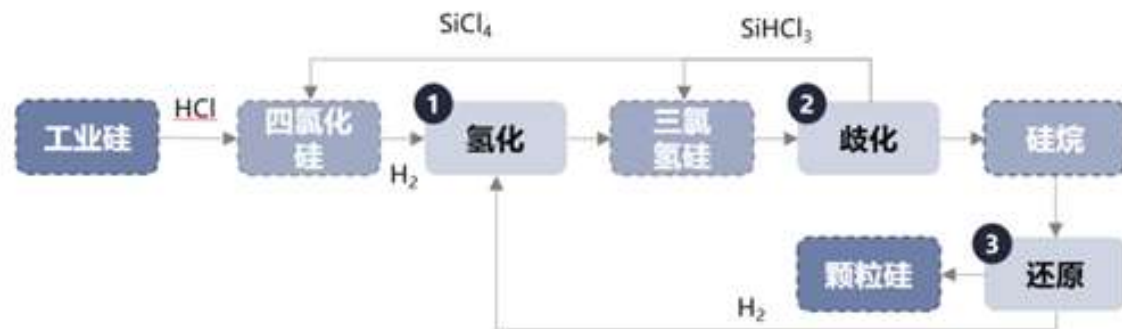 SiCl₄
SiHCl₃
工业硅
HCl
四氯化
硅
H₂
1
氢化
三氯
氢硅
2
歧化
硅烷
颗粒硅
3
还原
H₂